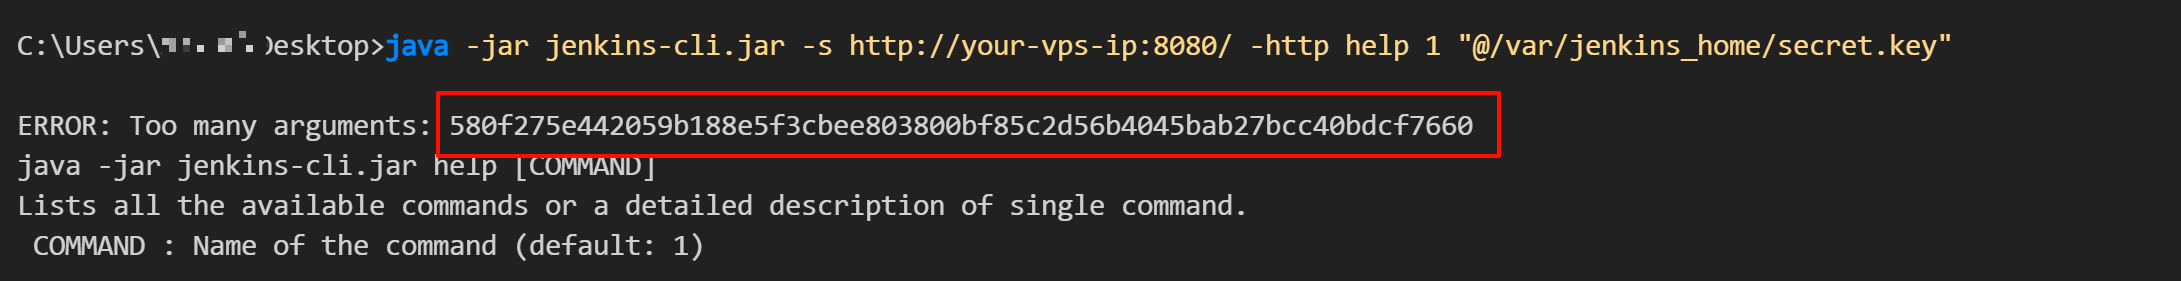 C:\Users\ Desktop>java -jar jenkins-cli.jar -s http://your-vps-ip:8080/ -http help 1 "@/var/jenkins_home/secret.key"
ERROR: Too many arguments: 580f275e442059b188e5f3cbee803800bf85c2d56b4045bab27bcc40bdcf7660
java -jar jenkins-cli.jar help [COMMAND]
Lists all the available commands or a detailed description of single command.
COMMAND : Name of the command (default: 1)